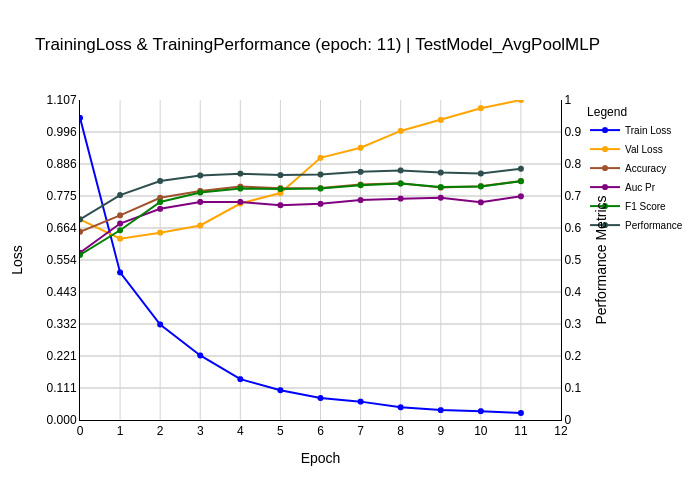 TrainingLoss & TrainingPerformance (epoch: 11) | TestModel_AvgPoolMLP
1.107
0.996
0.886
0.775
0.664
0.554
0.443
0.332
0.221
0.111
0.000
Loss
0 1 2 3 4 5 6 7 8 9 10 11 12
Epoch
1
0.9
0.8
0.7
0.6
0.5
0.4
0.3
0.2
0.1
0
Performance Metrics
Legend
Train Loss
Val Loss
Accuracy
Auc Pr
F1 Score
Performance